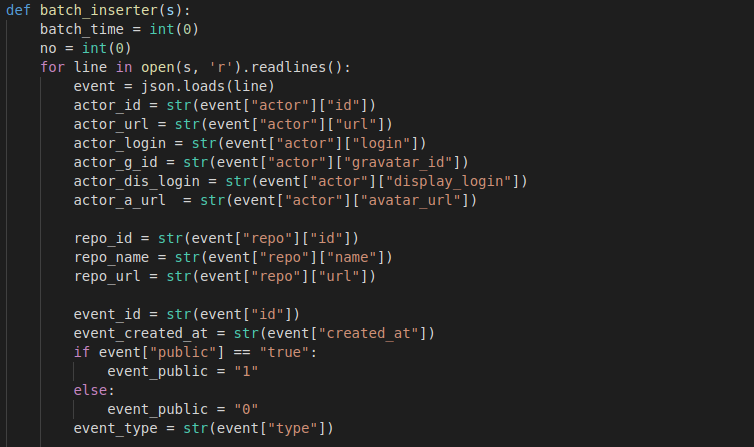 def batch_inserter(s):
    batch_time = int(0)
    no = int(0)
    for line in open(s, 'r').readlines():
        event = json.loads(line)
        actor_id = str(event["actor"]["id"])
        actor_url = str(event["actor"]["url"])
        actor_login = str(event["actor"]["login"])
        actor_g_id = str(event["actor"]["gravatar_id"])
        actor_dis_login = str(event["actor"]["display_login"])
        actor_a_url  = str(event["actor"]["avatar_url"])

        repo_id = str(event["repo"]["id"])
        repo_name = str(event["repo"]["name"])
        repo_url = str(event["repo"]["url"])

        event_id = str(event["id"])
        event_created_at = str(event["created_at"])
        if event["public"] == "true":
            event_public = "1"
        else:
            event_public = "0"
        event_type = str(event["type"])